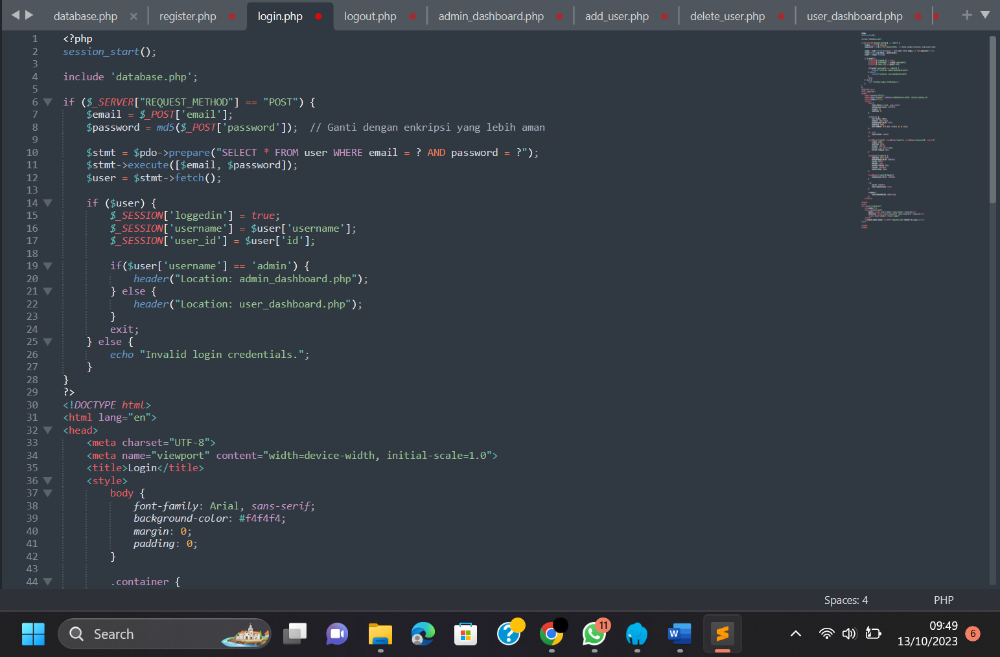 database.php × register.php login.php logout.php admin_dashboard.php add_user.php delete_user.php user_dashboard.php
1 <?php
2 session_start();
3
4 include 'database.php';
5
6 if ($_SERVER["REQUEST_METHOD"] == "POST") {
7 $email = $_POST['email'];
8 $password = md5($_POST['password']);  // Ganti dengan enkripsi yang lebih aman
9
10 $stmt = $pdo->prepare("SELECT * FROM user WHERE email = ? AND password = ?");
11 $stmt->execute([$email, $password]);
12 $user = $stmt->fetch();
13
14 if ($user) {
15 $_SESSION['loggedin'] = true;
16 $_SESSION['username'] = $user['username'];
17 $_SESSION['user_id'] = $user['id'];
18
19 if($user['username'] == 'admin') {
20 header("Location: admin_dashboard.php");
21 } else {
22 header("Location: user_dashboard.php");
23 }
24 exit;
25 } else {
26 echo "Invalid login credentials.";
27 }
28 }
29 ?>
30 <!DOCTYPE html>
31 <html lang="en">
32 <head>
33 <meta charset="UTF-8">
34 <meta name="viewport" content="width=device-width, initial-scale=1.0">
35 <title>Login</title>
36 <style>
37 body {
38 font-family: Arial, sans-serif;
39 background-color: #f4f4f4;
40 margin: 0;
41 padding: 0;
42 }
43
44 .container {
Spaces: 4 PHP
Search
11
W
09:49
13/10/2023
6